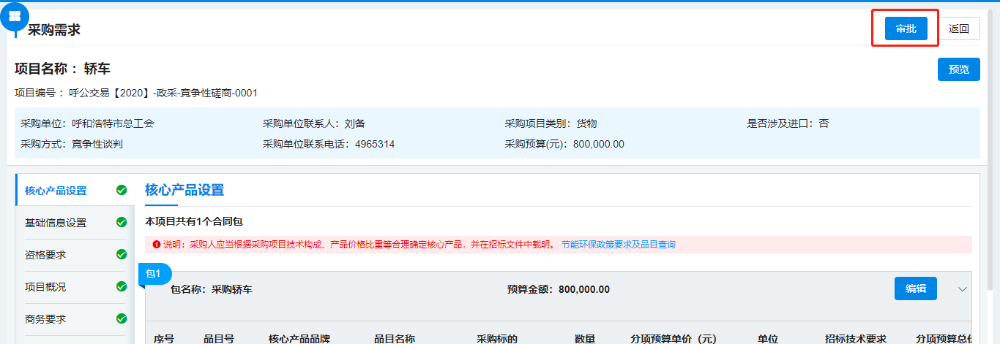 采购需求
审批
返回
项目名称 ：轿车
预览
项目编号 ：呼公交易【2020】-政采-竞争性磋商-0001
采购单位：呼和浩特市总工会
采购单位联系人：刘备
采购项目类别：货物
是否涉及进口：否
采购方式：竞争性谈判
采购单位联系电话：4965314
采购预算(元)：800,000.00
核心产品设置
基础信息设置
资格要求
项目概况
商务要求
核心产品设置
本项目共有1个合同包
说明：采购人应当根据采购项目技术构成、产品价格比重等合理确定核心产品，并在招标文件中载明。 节能环保政策要求及品目查询
包1
包名称：采购轿车
预算金额：800,000.00
编辑
序号 品目号 核心产品品牌 品目名称 采购标的 数量 分项预算单价（元） 单位 招标技术要求 分项预算总